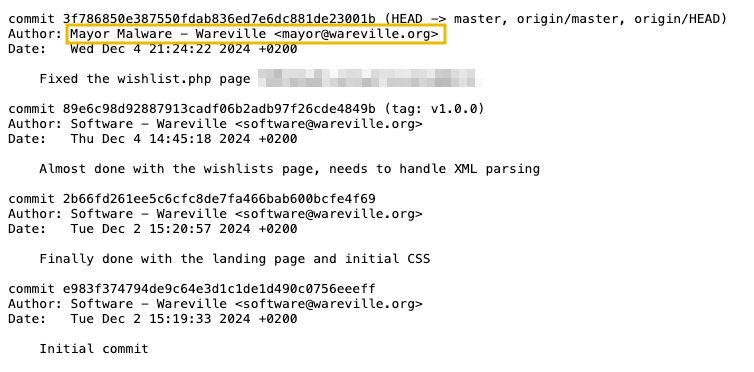 commit 3f786850e387550fdab836ed7e6dc881de23001b (HEAD -> master, origin/master, origin/HEAD)
Author: Mayor Malware - Wareville <mayor@wareville.org>
Date:   Wed Dec 4 21:24:22 2024 +0200
Fixed the wishlist.php page
commit 89e6c98d92887913cadf06b2adb97f26cde4849b (tag: v1.0.0)
Author: Software - Wareville <software@wareville.org>
Date:   Thu Dec 4 14:45:18 2024 +0200
Almost done with the wishlists page, needs to handle XML parsing
commit 2b66fd261ee5c6cfc8de7fa466bab600bcfe4f69
Author: Software - Wareville <software@wareville.org>
Date:   Tue Dec 2 15:20:57 2024 +0200
Finally done with the landing page and initial CSS
commit e983f374794de9c64e3d1c1de1d490c0756eeeff
Author: Software - Wareville <software@wareville.org>
Date:   Tue Dec 2 15:19:33 2024 +0200
Initial commit